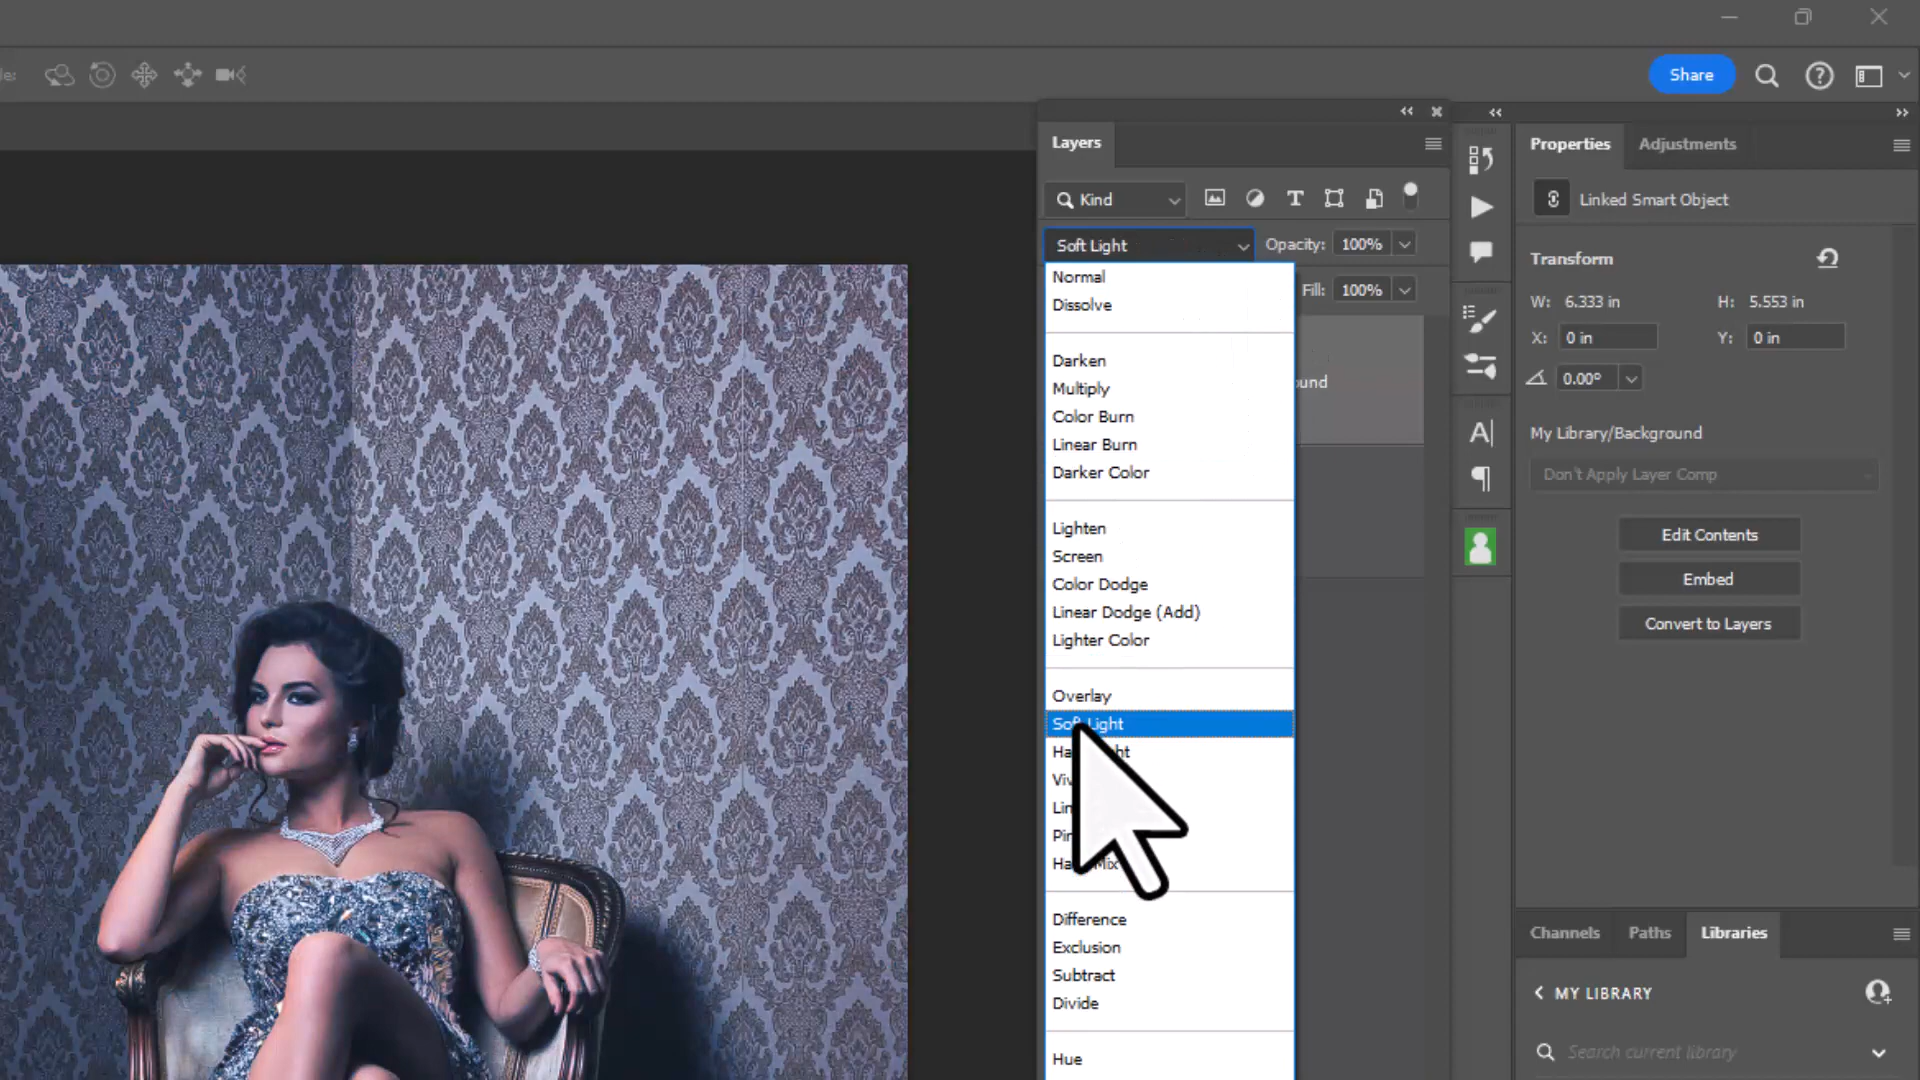 Share
Layers
Properties
Adjustments
Kind
Linked Smart Object
Soft Light
Opacity:
100%
Normal
Dissolve
Fill:
100%
Transform
W:
6.333 in
H:
5.553 in
X:
0 in
Y:
0 in
0.00°
Darken
Multiply
Color Burn
Linear Burn
Darker Color
My Library/Background
Don't Apply Layer Comp
Lighten
Screen
Color Dodge
Linear Dodge (Add)
Lighter Color
Edit Contents
Embed
Convert to Layers
Overlay
Soft Light
Difference
Exclusion
Subtract
Divide
Hue
Channels
Paths
Libraries
MY LIBRARY
Search current library